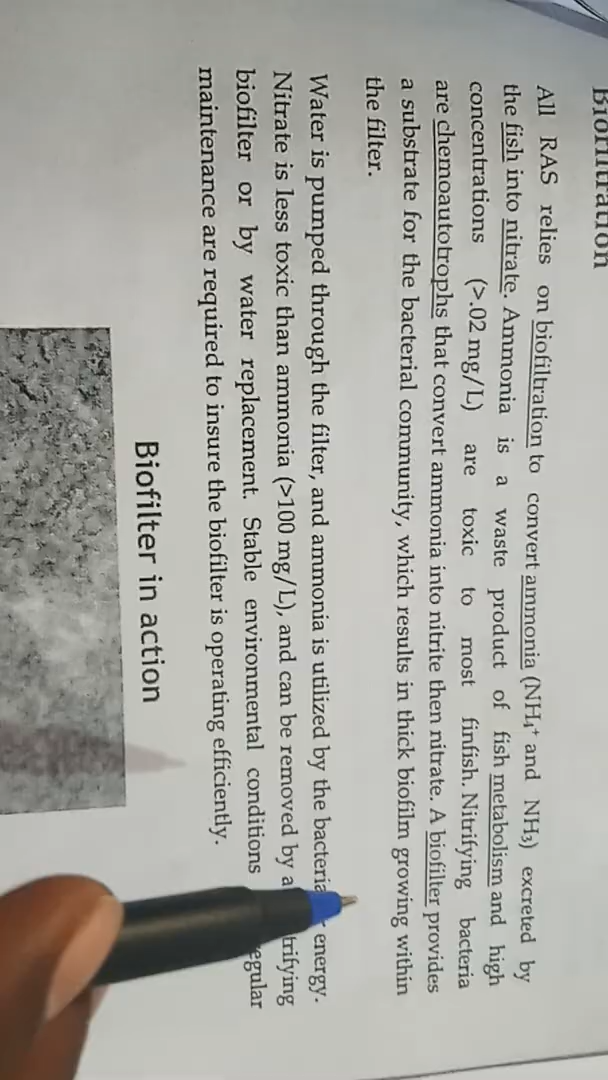 Biofiltration
All RAS relies on biofiltration to convert ammonia (NH₄⁺ and NH₃) excreted by
the fish into nitrate. Ammonia is a waste product of fish metabolism and high
concentrations (>.02 mg/L) are toxic to most finfish. Nitrifying bacteria
are chemoautotrophs that convert ammonia into nitrite then nitrate. A biofilter provides
a substrate for the bacterial community, which results in thick biofilm growing within
the filter.
Water is pumped through the filter, and ammonia is utilized by the bacteria energy.
Nitrate is less toxic than ammonia (>100 mg/L), and can be removed by a trifying
biofilter or by water replacement. Stable environmental conditions egular
maintenance are required to insure the biofilter is operating efficiently.
Biofilter in action